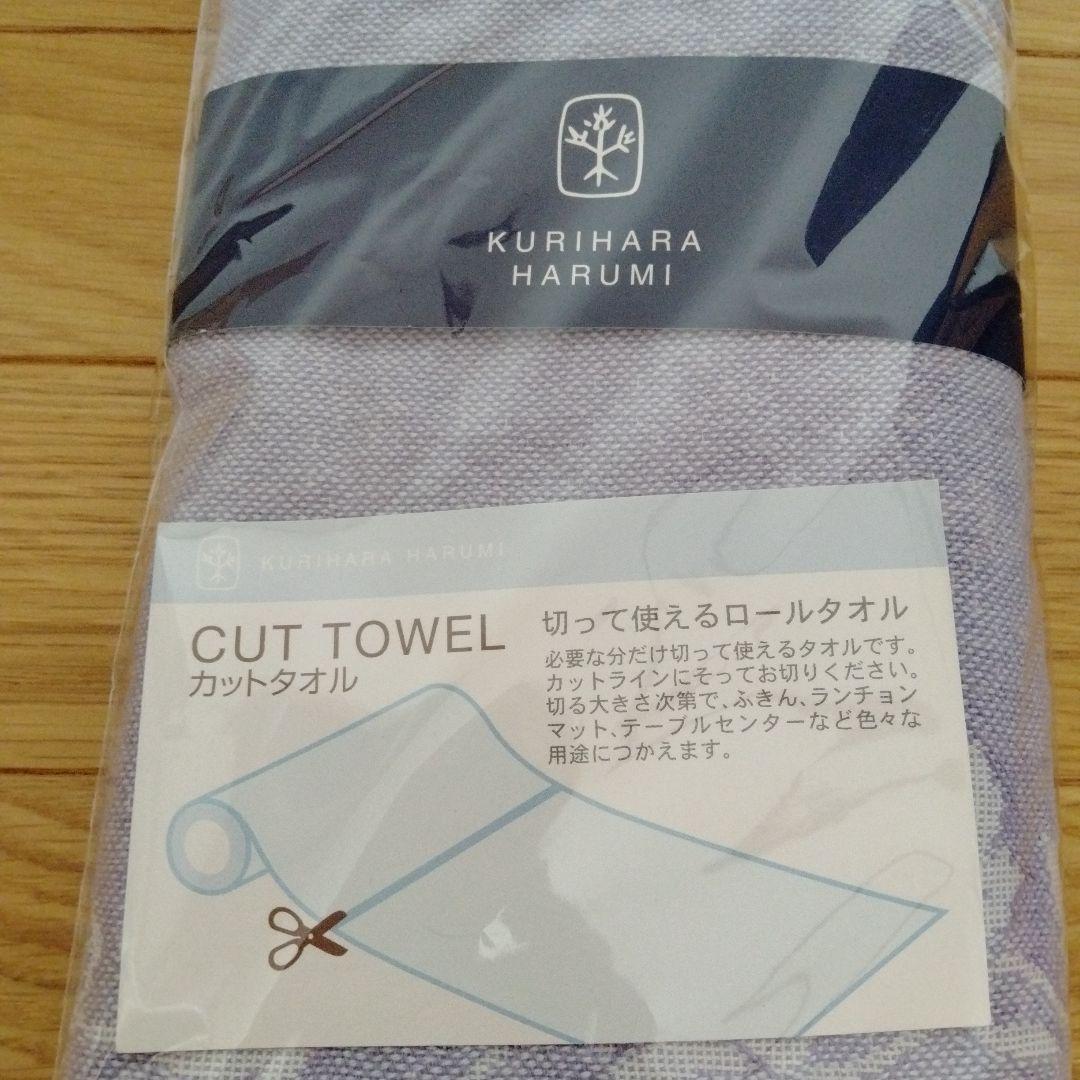 KURIHARA
HARUMI
KURIHARA HARUMI
CUT TOWEL
カットタオル
切って使えるロールタオル
必要な分だけ切って使えるタオルです。
カットラインにそってお切りください。
切る大きさ次第で、ふきん、ランチョン
マット、テーブルセンターなど色々な
用途につかえます。